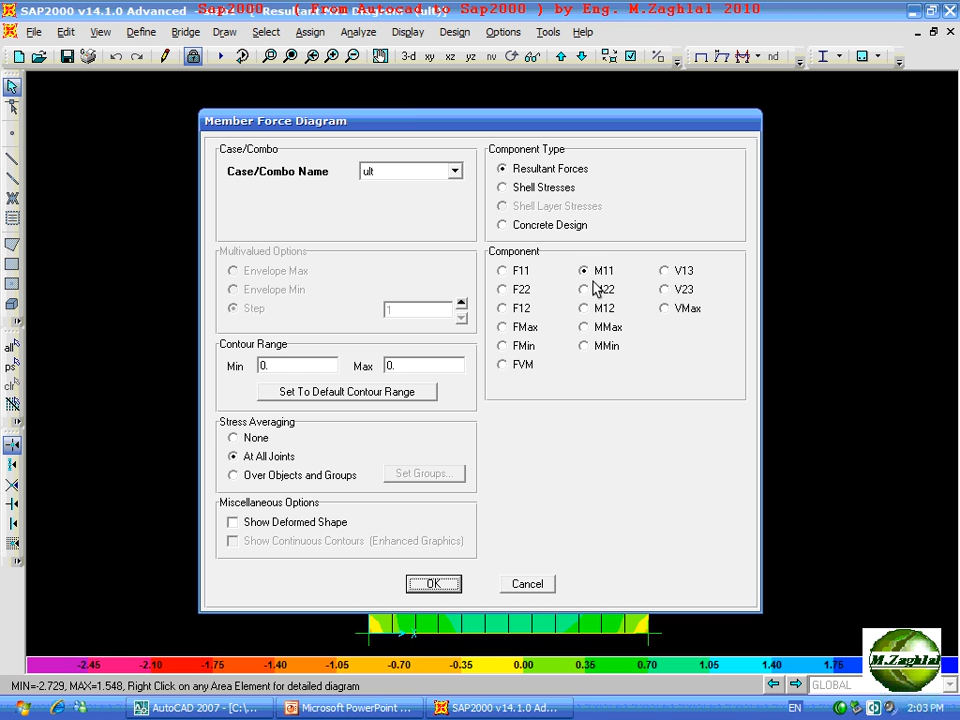 Sap2000 ( From Autocad to Sap2000 ) by Eng. M.Zaghlal 2010
SAP2000 v14.1.0 Advanced
File Edit View Define Bridge Draw Select Assign Analyze Display Design Options Tools Help
3-d xy xz yz nv nd
all
ps
clr
Member Force Diagram
Case/Combo
Case/Combo Name ult
Multivalued Options
Envelope Max
Envelope Min
Step 1
Contour Range
Min 0. Max 0.
Set To Default Contour Range
Stress Averaging
None
At All Joints
Over Objects and Groups Set Groups...
Miscellaneous Options
Show Deformed Shape
Show Continuous Contours (Enhanced Graphics)
Component Type
Resultant Forces
Shell Stresses
Shell Layer Stresses
Concrete Design
Component
F11 M11 V13
F22 M22 V23
F12 M12 VMax
FMax MMax
FMin MMin
FVM
OK Cancel
X
-2.45 -2.10 -1.75 -1.40 -1.05 -0.70 -0.35 0.00 0.35 0.70 1.05 1.40 1.75
M.Zaghlal
MIN=-2.729, MAX=1.548, Right Click on any Area Element for detailed diagram
GLOBAL
AutoCAD 2007 - [C:\... Microsoft PowerPoint ... SAP2000 v14.1.0 Ad... EN 2:03 PM